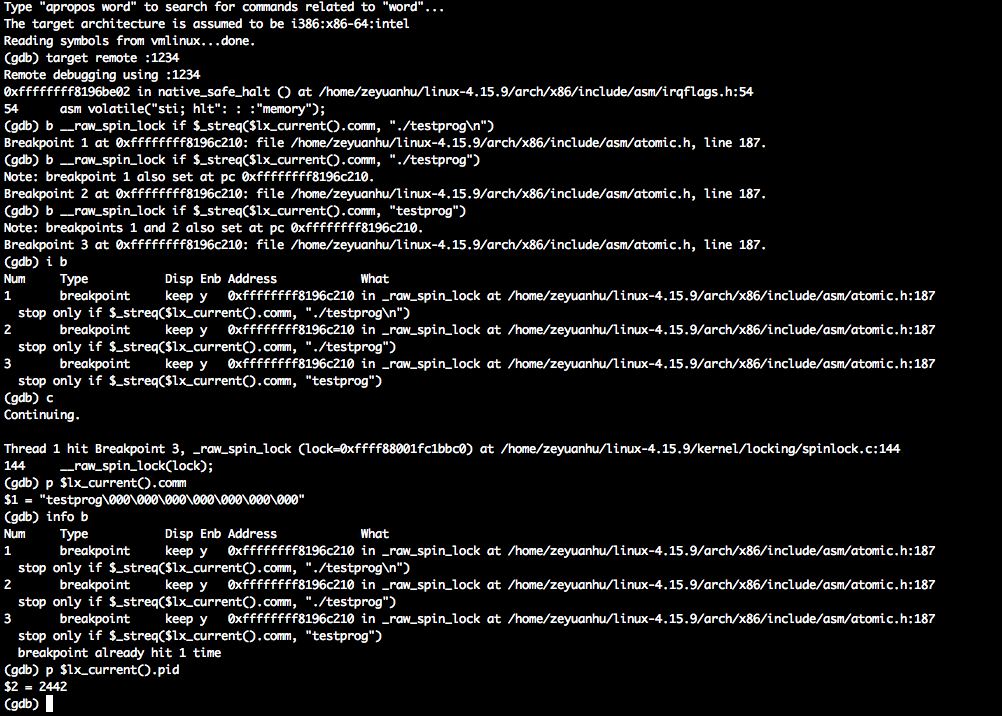 Type "apropos word" to search for commands related to "word"...
The target architecture is assumed to be i386:x86-64:intel
Reading symbols from vmlinux...done.
(gdb) target remote :1234
Remote debugging using :1234
0xffffffff8196be02 in native_safe_halt () at /home/zeyuanhu/linux-4.15.9/arch/x86/include/asm/irqflags.h:54
54      asm volatile("sti; hlt": : :"memory");
(gdb) b __raw_spin_lock if $_streq($lx_current().comm, "./testprog\n")
Breakpoint 1 at 0xffffffff8196c210: file /home/zeyuanhu/linux-4.15.9/arch/x86/include/asm/atomic.h, line 187.
(gdb) b __raw_spin_lock if $_streq($lx_current().comm, "./testprog")
Note: breakpoint 1 also set at pc 0xffffffff8196c210.
Breakpoint 2 at 0xffffffff8196c210: file /home/zeyuanhu/linux-4.15.9/arch/x86/include/asm/atomic.h, line 187.
(gdb) b __raw_spin_lock if $_streq($lx_current().comm, "testprog")
Note: breakpoints 1 and 2 also set at pc 0xffffffff8196c210.
Breakpoint 3 at 0xffffffff8196c210: file /home/zeyuanhu/linux-4.15.9/arch/x86/include/asm/atomic.h, line 187.
(gdb) i b
Num     Type           Disp Enb Address            What
1       breakpoint     keep y   0xffffffff8196c210 in _raw_spin_lock at /home/zeyuanhu/linux-4.15.9/arch/x86/include/asm/atomic.h:187
  stop only if $_streq($lx_current().comm, "./testprog\n")
2       breakpoint     keep y   0xffffffff8196c210 in _raw_spin_lock at /home/zeyuanhu/linux-4.15.9/arch/x86/include/asm/atomic.h:187
  stop only if $_streq($lx_current().comm, "./testprog")
3       breakpoint     keep y   0xffffffff8196c210 in _raw_spin_lock at /home/zeyuanhu/linux-4.15.9/arch/x86/include/asm/atomic.h:187
  stop only if $_streq($lx_current().comm, "testprog")
(gdb) c
Continuing.

Thread 1 hit Breakpoint 3, _raw_spin_lock (lock=0xffff88001fc1bbc0) at /home/zeyuanhu/linux-4.15.9/kernel/locking/spinlock.c:144
144     __raw_spin_lock(lock);
(gdb) p $lx_current().comm
$1 = "testprog\000\000\000\000\000\000\000"
(gdb) info b
Num     Type           Disp Enb Address            What
1       breakpoint     keep y   0xffffffff8196c210 in _raw_spin_lock at /home/zeyuanhu/linux-4.15.9/arch/x86/include/asm/atomic.h:187
  stop only if $_streq($lx_current().comm, "./testprog\n")
2       breakpoint     keep y   0xffffffff8196c210 in _raw_spin_lock at /home/zeyuanhu/linux-4.15.9/arch/x86/include/asm/atomic.h:187
  stop only if $_streq($lx_current().comm, "./testprog")
3       breakpoint     keep y   0xffffffff8196c210 in _raw_spin_lock at /home/zeyuanhu/linux-4.15.9/arch/x86/include/asm/atomic.h:187
  stop only if $_streq($lx_current().comm, "testprog")
  breakpoint already hit 1 time
(gdb) p $lx_current().pid
$2 = 2442
(gdb)